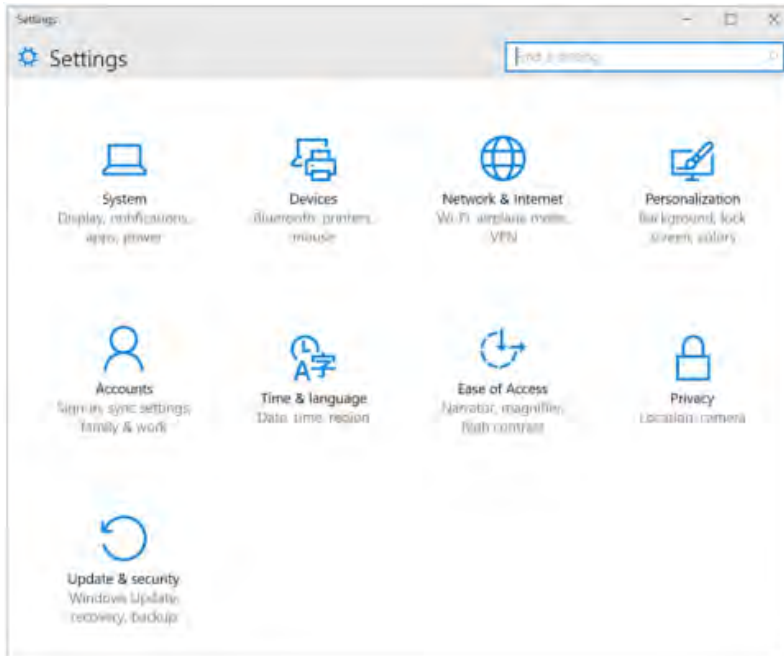 Settings
Settings
Find a setting
System
Display, notifications,
apps, power
Devices
Bluetooth, printers,
mouse
Network & Internet
Wi-Fi, airplane mode,
VPN
Personalization
Background, lock
screen, colors
Accounts
Sign-in, sync settings,
family & work
A字
Time & language
Date, time, region
Ease of Access
Narrator, magnifier,
high contrast
Privacy
Location, camera
Update & security
Windows Update,
recovery, backup